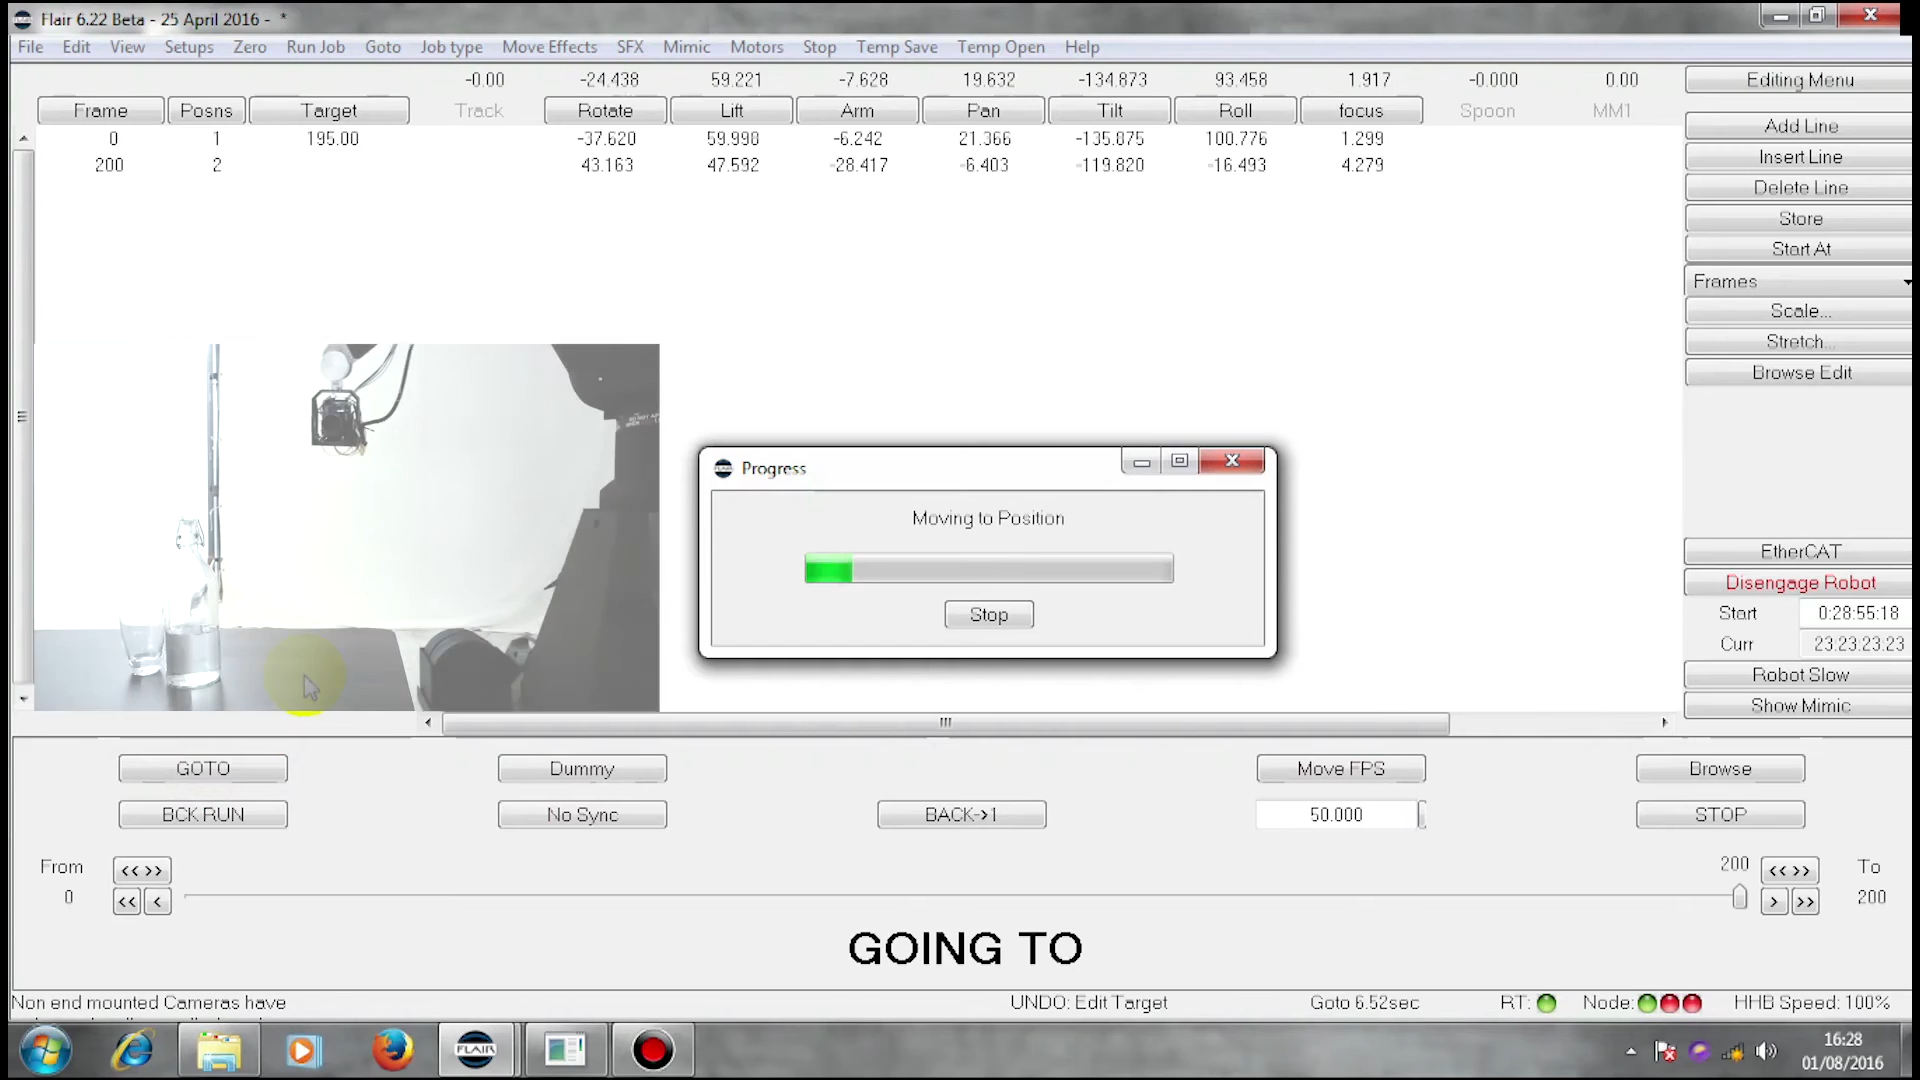 Flair 6.22 Beta - 25 April 2016 - *
File Edit View Setups Zero Run Job Goto Job type Move Effects SFX Mimic Motors Stop Temp Save Temp Open Help
-0.00 -24.438 59.221 -7.628 19.632 -134.873 93.458 1.917 -0.000 0.00
Frame Posns Target Track Rotate Lift Arm Pan Tilt Roll focus Spoon MM1
0 1 195.00 -37.620 59.998 -6.242 21.366 -135.875 100.776 1.299
200 2 43.163 47.592 -28.417 -6.403 -119.820 -16.493 4.279
Editing Menu
Add Line
Insert Line
Delete Line
Store
Start At
Frames
Scale...
Stretch...
Browse Edit
FLAIR Progress
Moving to Position
Stop
EtherCAT
Disengage Robot
Start 0:28:55:18
Curr 23:23:23:23
Robot Slow
Show Mimic
GOTO Dummy Move FPS Browse
BCK RUN No Sync BACK->1 50.000 STOP
From << >> 200 << >> To
0 << < > >> 200
GOING TO
Non end mounted Cameras have UNDO: Edit Target Goto 6.52sec RT: Node: HHB Speed: 100%
FLAIR
16:28
01/08/2016